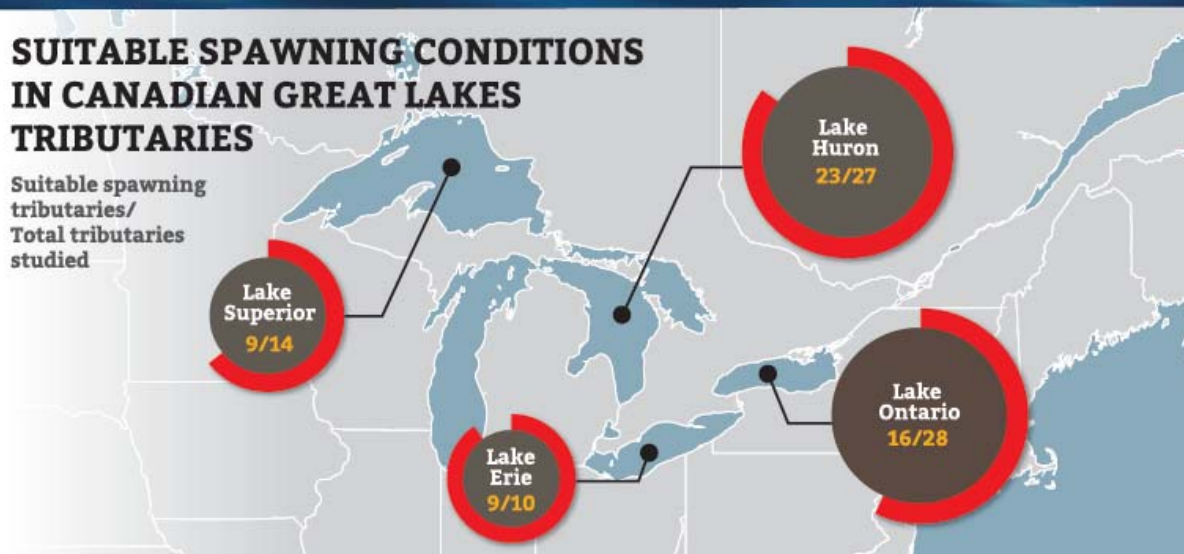 SUITABLE SPAWNING CONDITIONS
IN CANADIAN GREAT LAKES
TRIBUTARIES
Suitable spawning
tributaries/
Total tributaries
studied
Lake
Huron
23/27
Lake
Superior
9/14
Lake
Ontario
16/28
Lake
Erie
9/10